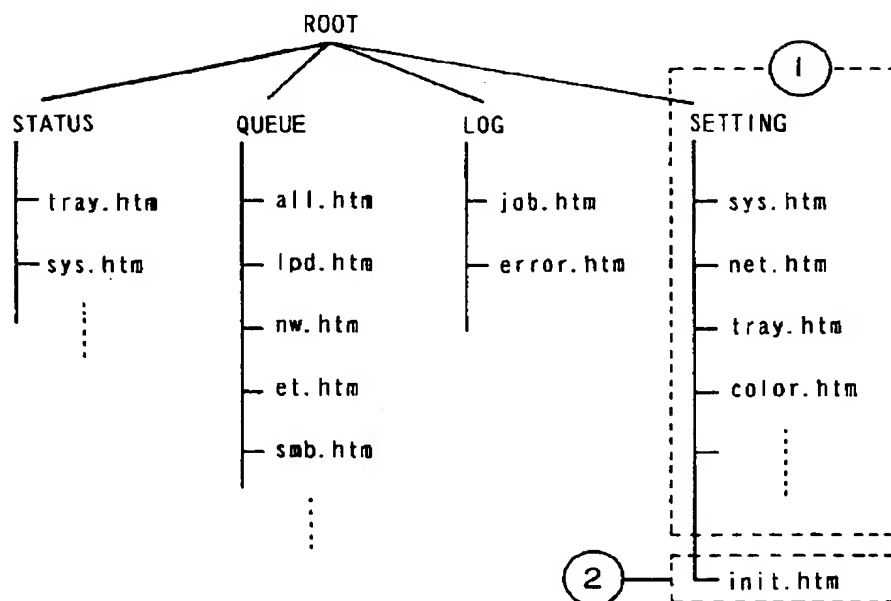 ROOT
1
STATUS QUEUE LOG SETTING
tray.htm all.htm job.htm sys.htm
sys.htm lpd.htm error.htm net.htm
nw.htm tray.htm
et.htm color.htm
smb.htm
2 init.htm